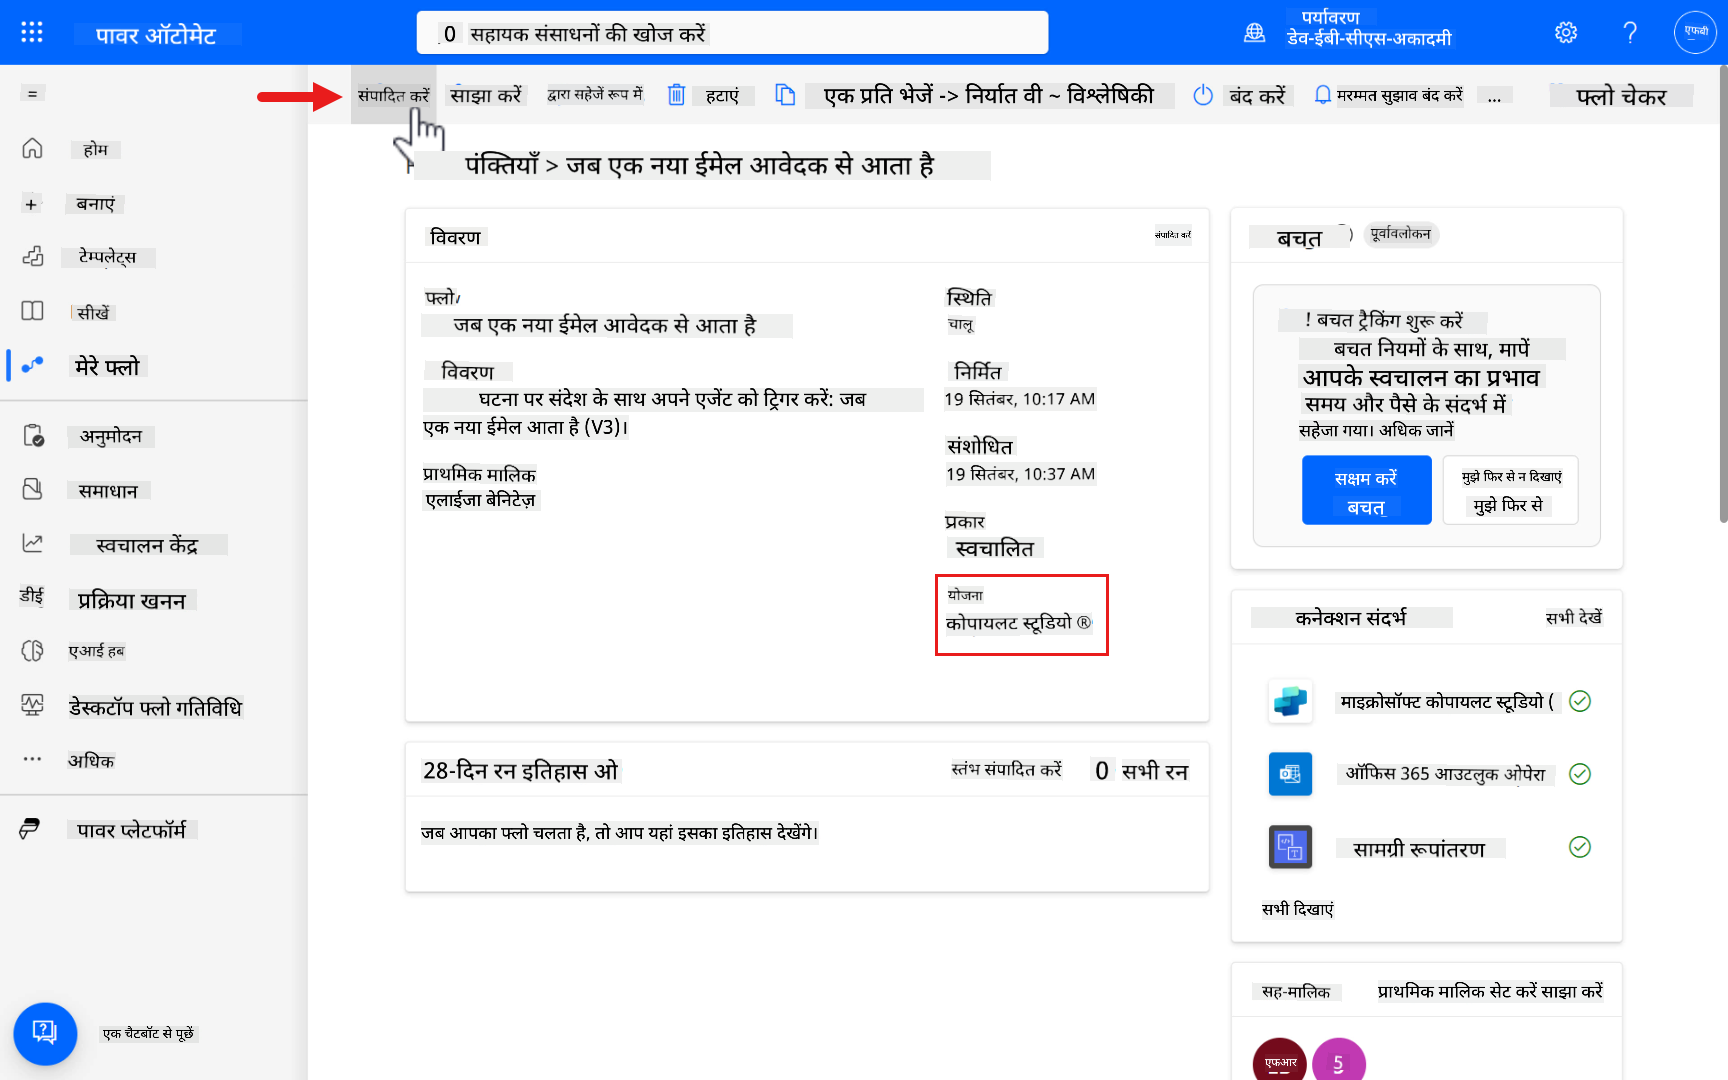 पावर ऑटोमेट
0 सहायक संसाधनों की खोज करें
पर्यावरण
डेव-ईबी-सीएस-अकादमी
?
एफबी
=
होम
+ बनाएं
टेम्पलेट्स
सीखें
मेरे फ्लो
अनुमोदन
समाधान
स्वचालन केंद्र
डीई प्रक्रिया खनन
एआई हब
डेस्कटॉप फ्लो गतिविधि
... अधिक
पावर प्लेटफॉर्म
एक चैटबॉट से पूछें
संपादित करें
साझा करें
द्वारा सहेजें रूप में
हटाएं
एक प्रति भेजें -> निर्यात वी ~ विश्लेषिकी
बंद करें
मरम्मत सुझाव बंद करें
...
फ्लो चेकर
पंक्तियाँ > जब एक नया ईमेल आवेदक से आता है
विवरण
संपादित करें
फ्लो
जब एक नया ईमेल आवेदक से आता है
विवरण
घटना पर संदेश के साथ अपने एजेंट को ट्रिगर करें: जब
एक नया ईमेल आता है (V3)।
प्राथमिक मालिक
एलाईजा बेनिटेज़
स्थिति
चालू
निर्मित
19 सितंबर, 10:17 AM
संशोधित
19 सितंबर, 10:37 AM
प्रकार
स्वचालित
योजना
कोपायलट स्टूडियो ®
28-दिन रन इतिहास ओ
स्तंभ संपादित करें
0 सभी रन
जब आपका फ्लो चलता है, तो आप यहां इसका इतिहास देखेंगे।
बचत
पूर्वावलोकन
! बचत ट्रैकिंग शुरू करें
बचत नियमों के साथ, मापें
आपके स्वचालन का प्रभाव
समय और पैसे के संदर्भ में
सहेजा गया। अधिक जानें
सक्षम करें
बचत
मुझे फिर से न दिखाएं
मुझे फिर से
कनेक्शन संदर्भ
सभी देखें
माइक्रोसॉफ्ट कोपायलट स्टूडियो (
ऑफिस 365 आउटलुक ओपेरा
सामग्री रूपांतरण
सभी दिखाएं
सह-मालिक
प्राथमिक मालिक सेट करें साझा करें
एफआर
5